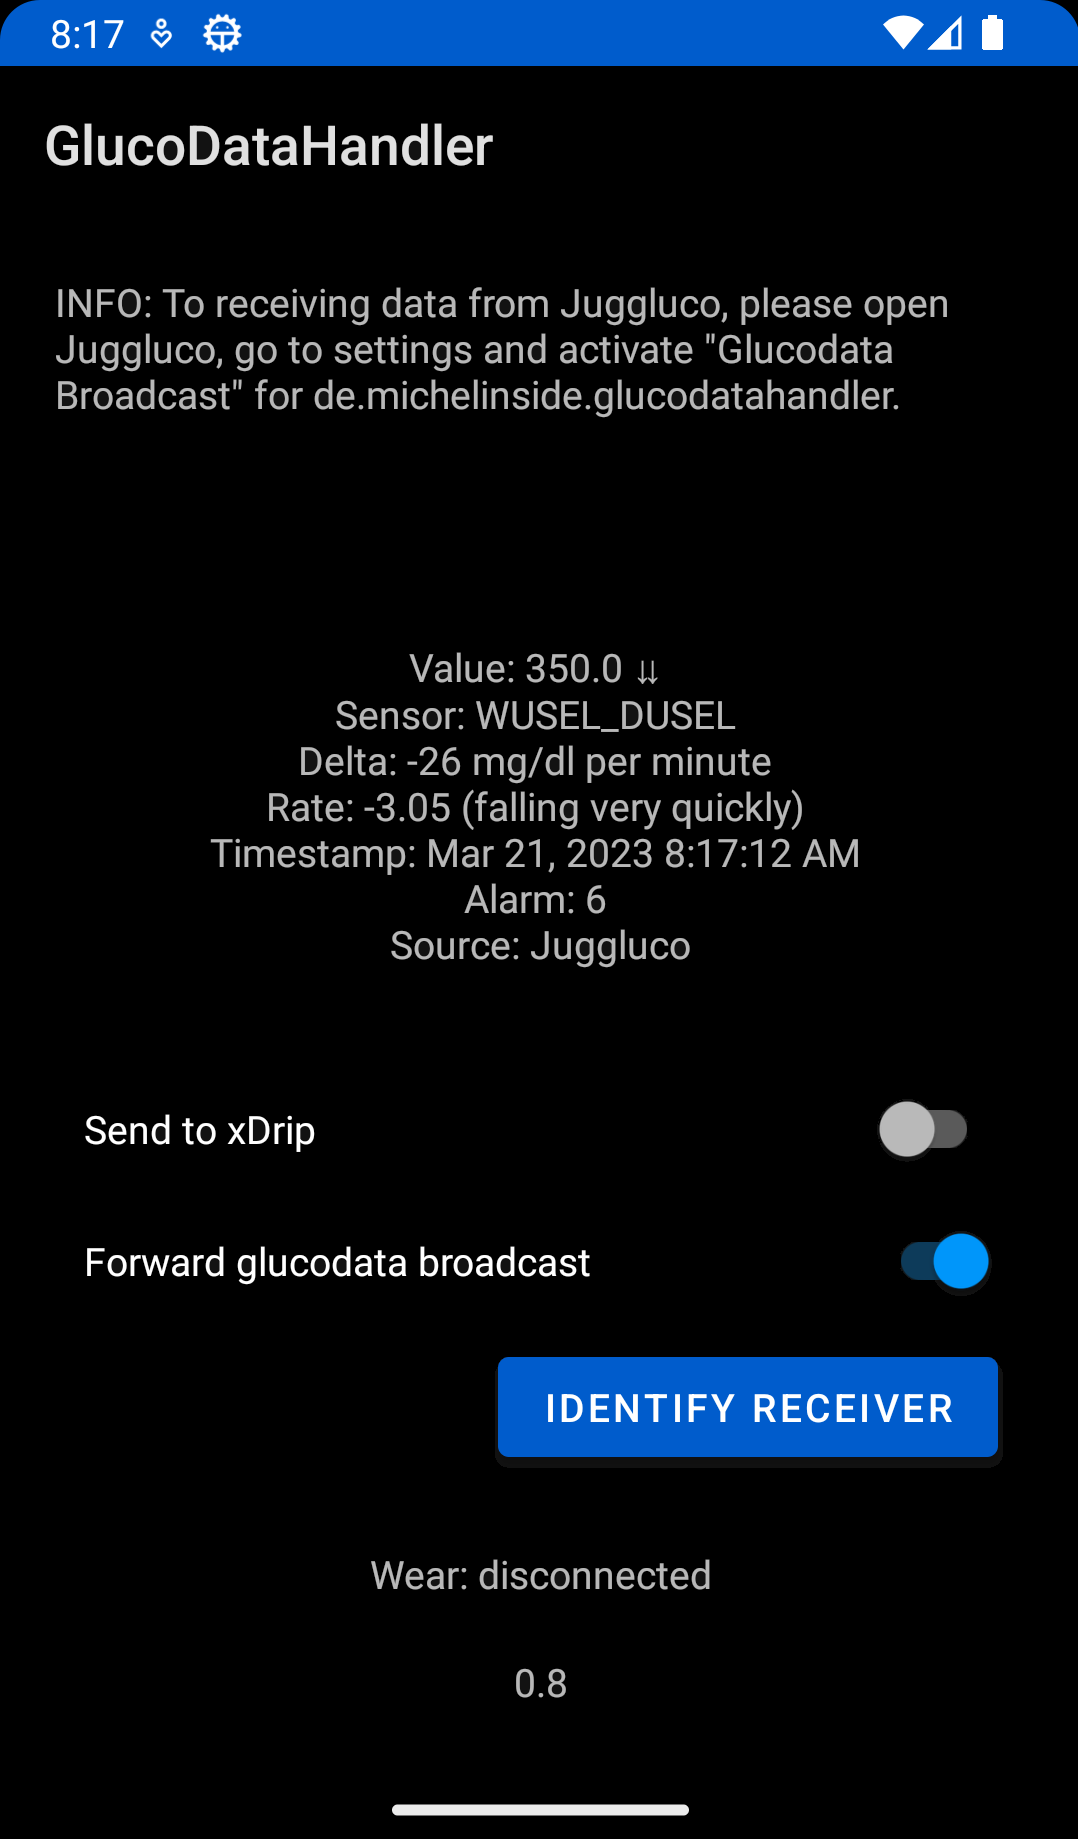 8:17
GlucoDataHandler
INFO: To receiving data from Juggluco, please open
Juggluco, go to settings and activate "Glucodata
Broadcast" for de.michelinside.glucodatahandler.
Value: 350.0 ⇊
Sensor: WUSEL_DUSEL
Delta: -26 mg/dl per minute
Rate: -3.05 (falling very quickly)
Timestamp: Mar 21, 2023 8:17:12 AM
Alarm: 6
Source: Juggluco
Send to xDrip
Forward glucodata broadcast
IDENTIFY RECEIVER
Wear: disconnected
0.8